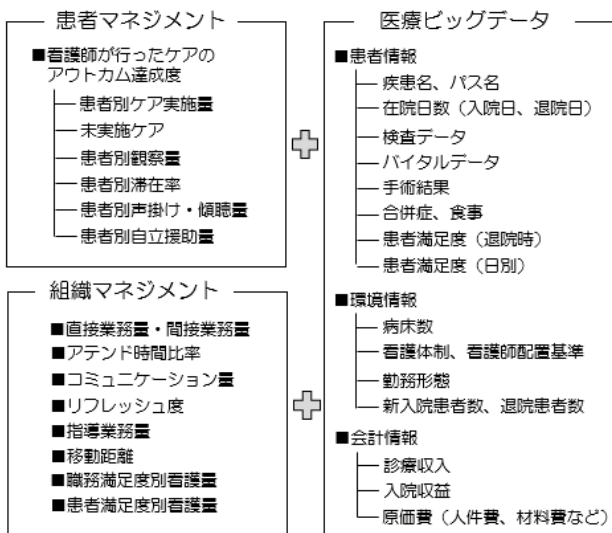 患者マネジメント
■看護師が行ったケアの
アウトカム達成度
患者別ケア実施量
未実施ケア
患者別観察量
患者別滞在率
患者別声掛け・傾聴量
患者別自立援助量
組織マネジメント
■直接業務量・間接業務量
■アテンド時間比率
■コミュニケーション量
■リフレッシュ度
■指導業務量
■移動距離
■職務満足度別看護量
■患者満足度別看護量
医療ビッグデータ
■患者情報
疾患名、パス名
在院日数（入院日、退院日）
検査データ
バイタルデータ
手術結果
合併症、食事
患者満足度（退院時）
患者満足度（日別）
■環境情報
病床数
看護体制、看護師配置基準
勤務形態
新入院患者数、退院患者数
■会計情報
診療収入
入院収益
原価費（人件費、材料費など）